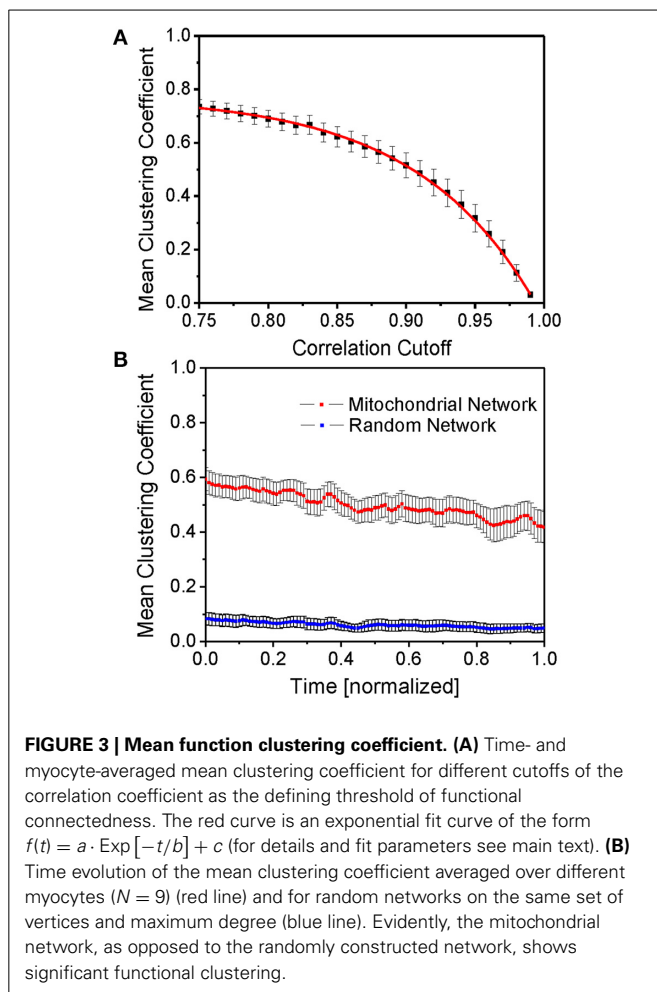 A
1.0
0.8
0.6
0.4
0.2
0.0
Mean Clustering Coefficient
0.75
0.80
0.85
0.90
0.95
1.00
Correlation Cutoff
B
1.0
0.8
0.6
0.4
0.2
0.0
Mean Clustering Coefficient
Mitochondrial Network
Random Network
0.0
0.2
0.4
0.6
0.8
1.0
Time [normalized]
FIGURE 3 | Mean function clustering coefficient. (A) Time- and
myocyte-averaged mean clustering coefficient for different cutoffs of the
correlation coefficient as the defining threshold of functional
connectedness. The red curve is an exponential fit curve of the form
f(t) = a · Exp [−t/b] + c (for details and fit parameters see main text). (B)
Time evolution of the mean clustering coefficient averaged over different
myocytes (N = 9) (red line) and for random networks on the same set of
vertices and maximum degree (blue line). Evidently, the mitochondrial
network, as opposed to the randomly constructed network, shows
significant functional clustering.